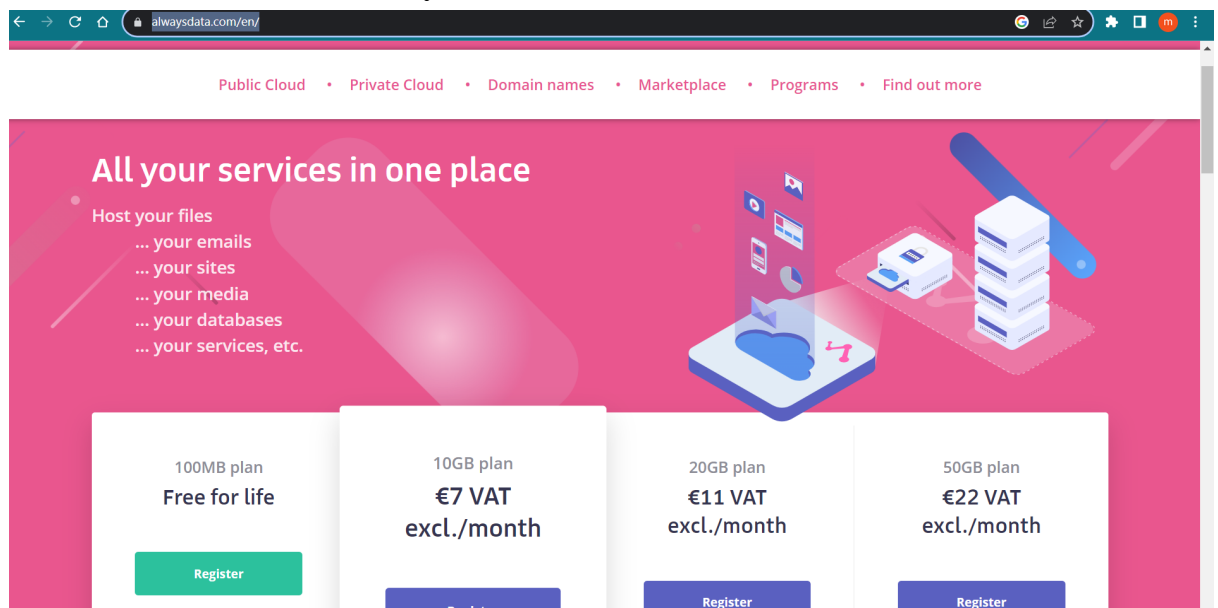 alwaysdata.com/en/
m
Public Cloud • Private Cloud • Domain names • Marketplace • Programs • Find out more
All your services in one place
Host your files
... your emails
... your sites
... your media
... your databases
... your services, etc.
100MB plan
Free for life
Register
10GB plan
€7 VAT
excl./month
20GB plan
€11 VAT
excl./month
Register
50GB plan
€22 VAT
excl./month
Register